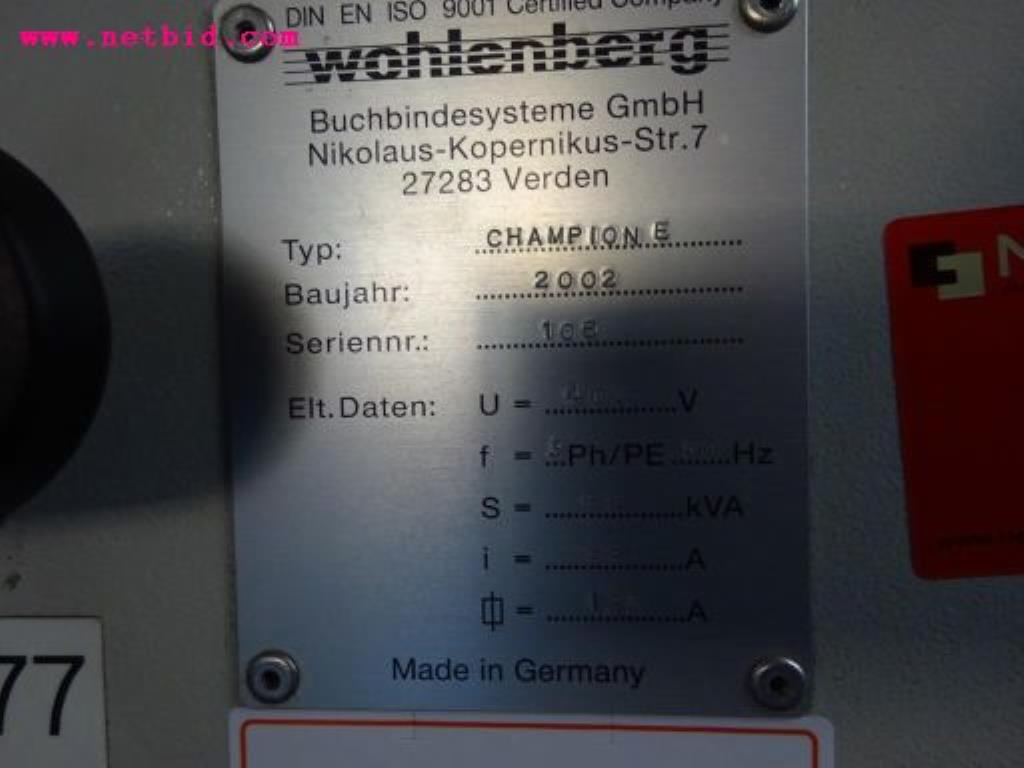 www.netbid.com
DIN EN ISO 9001 Certified Company
wohlenberg
Buchbindesysteme GmbH
Nikolaus-Kopernikus-Str.7
27283 Verden
Typ: CHAMPION E
Baujahr: 2002
Seriennr.:
Elt.Daten: U = V
f = Ph/PE Hz
S = kVA
i = A
= A
Made in Germany
77